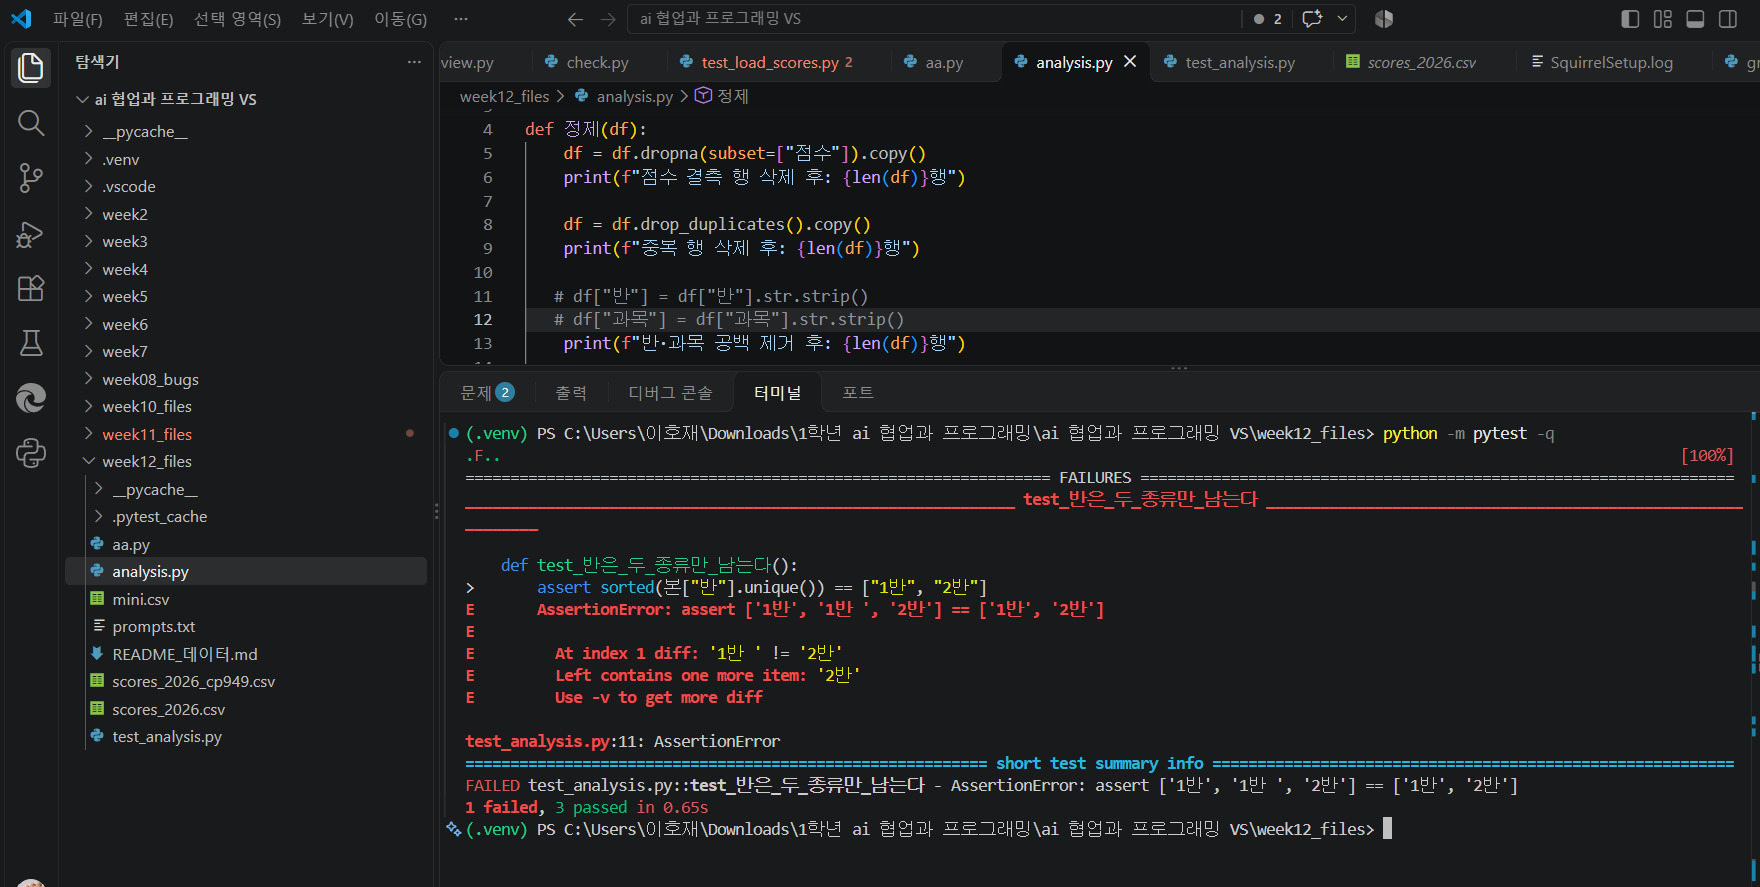 파일(F) 편집(E) 선택 영역(S) 보기(V) 이동(G) ··· ai 협업과 프로그래밍 VS 2
탐색기 ···
view.py check.py test_load_scores.py 2 aa.py analysis.py test_analysis.py scores_2026.csv SquirrelSetup.log
week12_files > analysis.py > 정제
ai 협업과 프로그래밍 VS
__pycache__
.venv
.vscode
week2
week3
week4
week5
week6
week7
week08_bugs
week10_files
week11_files
week12_files
__pycache__
.pytest_cache
aa.py
analysis.py
mini.csv
prompts.txt
README_데이터.md
scores_2026_cp949.csv
scores_2026.csv
test_analysis.py
4 def 정제(df):
5 df = df.dropna(subset=["점수"]).copy()
6 print(f"점수 결측 행 삭제 후: {len(df)}행")
7
8 df = df.drop_duplicates().copy()
9 print(f"중복 행 삭제 후: {len(df)}행")
10
11 # df["반"] = df["반"].str.strip()
12 # df["과목"] = df["과목"].str.strip()
13 print(f"반·과목 공백 제거 후: {len(df)}행")
문제 2 출력 디버그 콘솔 터미널 포트
(.venv) PS C:\Users\이호재\Downloads\1학년 ai 협업과 프로그래밍\ai 협업과 프로그래밍 VS\week12_files> python -m pytest -q
.F.. [100%]
FAILURES
test_반은_두_종류만_남는다
def test_반은_두_종류만_남는다():
> assert sorted(본["반"].unique()) == ["1반", "2반"]
E AssertionError: assert ['1반', '1반 ', '2반'] == ['1반', '2반']
E
E At index 1 diff: '1반 ' != '2반'
E Left contains one more item: '2반'
E Use -v to get more diff
test_analysis.py:11: AssertionError
short test summary info
FAILED test_analysis.py::test_반은_두_종류만_남는다 - AssertionError: assert ['1반', '1반 ', '2반'] == ['1반', '2반']
1 failed, 3 passed in 0.65s
(.venv) PS C:\Users\이호재\Downloads\1학년 ai 협업과 프로그래밍\ai 협업과 프로그래밍 VS\week12_files>